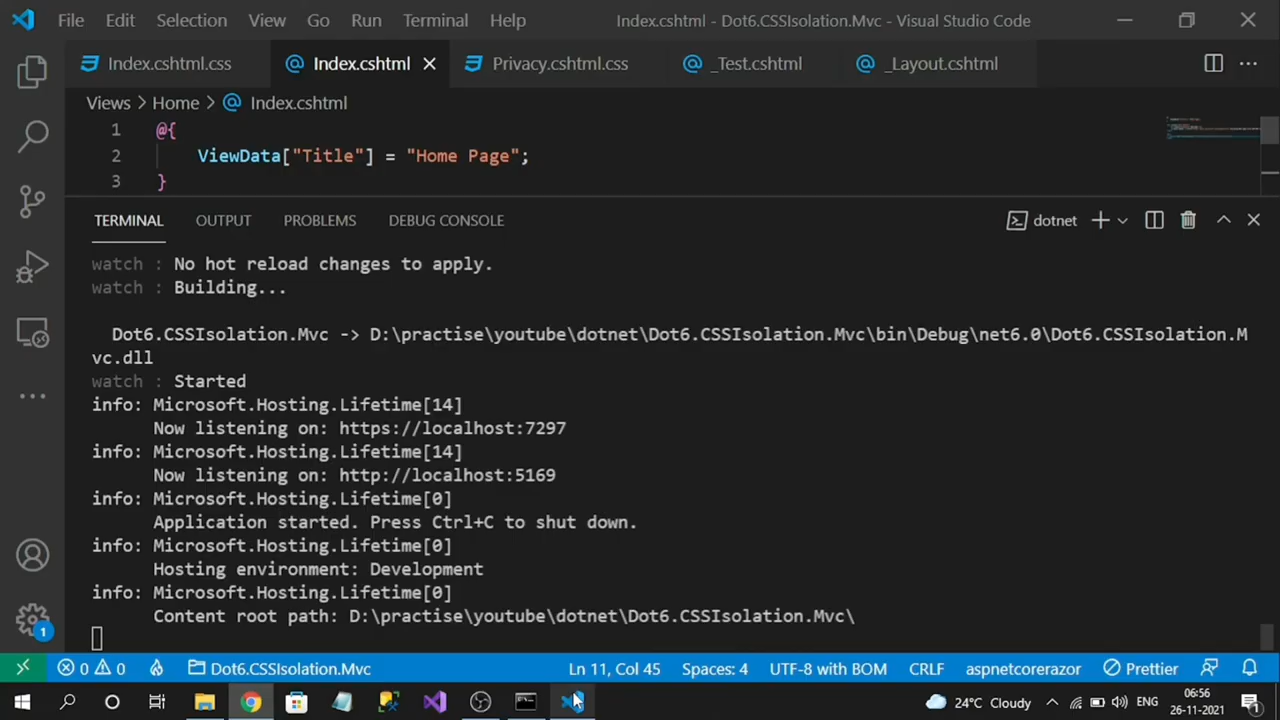 File Edit Selection View Go Run Terminal Help Index.cshtml - Dot6.CSSIsolation.Mvc - Visual Studio Code
Index.cshtml.css Index.cshtml Privacy.cshtml.css _Test.cshtml _Layout.cshtml
Views > Home > Index.cshtml
1 @{
2 ViewData["Title"] = "Home Page";
3 }
TERMINAL OUTPUT PROBLEMS DEBUG CONSOLE dotnet
watch : No hot reload changes to apply.
watch : Building...
Dot6.CSSIsolation.Mvc -> D:\practise\youtube\dotnet\Dot6.CSSIsolation.Mvc\bin\Debug\net6.0\Dot6.CSSIsolation.M
vc.dll
watch : Started
info: Microsoft.Hosting.Lifetime[14]
Now listening on: https://localhost:7297
info: Microsoft.Hosting.Lifetime[14]
Now listening on: http://localhost:5169
info: Microsoft.Hosting.Lifetime[0]
Application started. Press Ctrl+C to shut down.
info: Microsoft.Hosting.Lifetime[0]
Hosting environment: Development
info: Microsoft.Hosting.Lifetime[0]
Content root path: D:\practise\youtube\dotnet\Dot6.CSSIsolation.Mvc\
1
0 0 Dot6.CSSIsolation.Mvc Ln 11, Col 45 Spaces: 4 UTF-8 with BOM CRLF aspnetcorerazor Prettier
24°C Cloudy ENG 06:56
26-11-2021 1